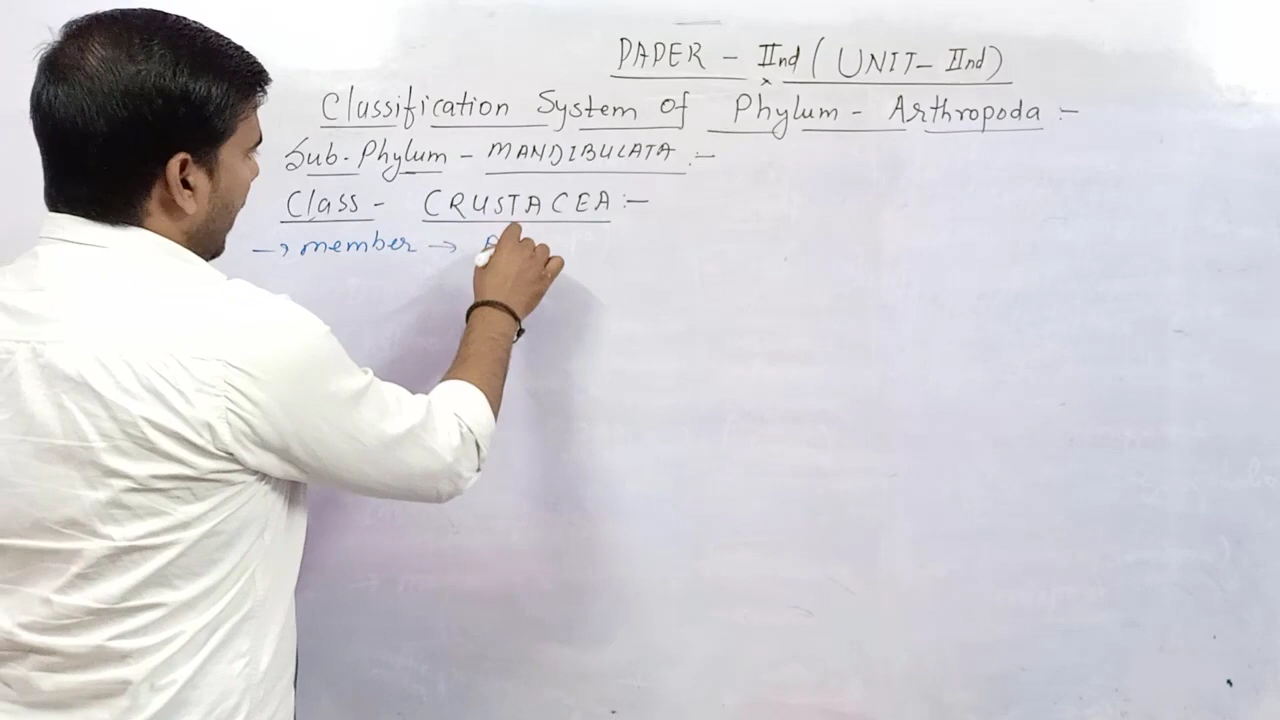 PAPER - IInd (UNIT- IInd)
Classification System of Phylum - Arthropoda :-
Sub-Phylum - MANDIBULATA :-
Class - CRUSTACEA :-
→ member →